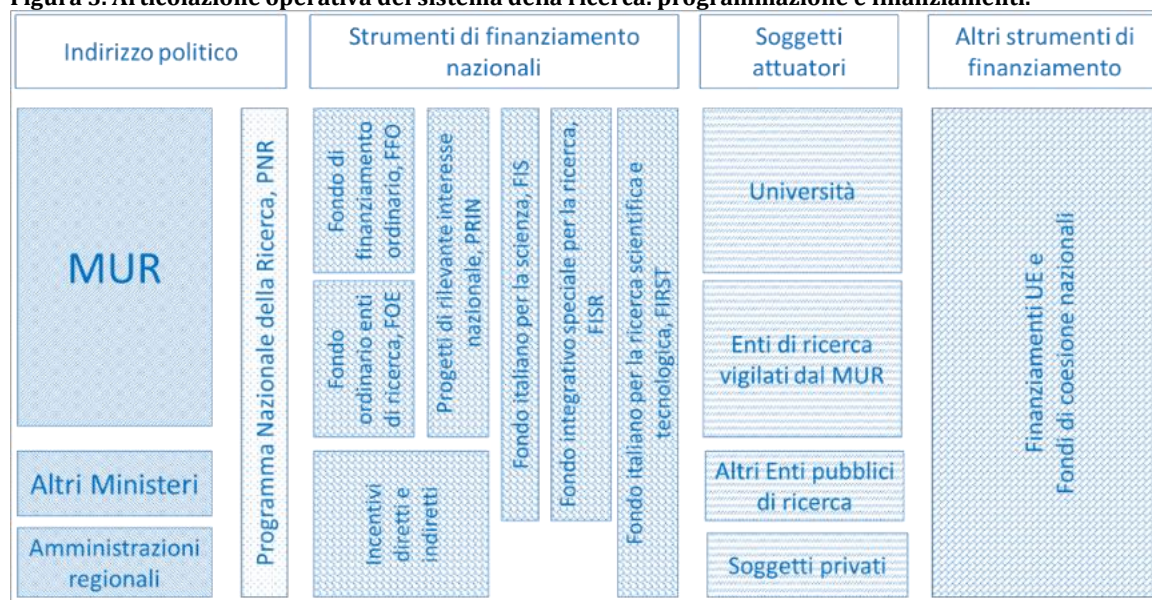 Figura 3. Articolazione operativa del sistema della ricerca: programmazione e finanziamenti.
Indirizzo politico
Strumenti di finanziamento
nazionali
Soggetti
attuatori
Altri strumenti di
finanziamento
MUR
Altri Ministeri
Amministrazioni
regionali
Programma Nazionale della Ricerca, PNR
Fondo di
finanziamento
ordinario, FFO
Fondo
ordinario enti
di ricerca, FOE
Progetti di rilevante interesse
nazionale, PRIN
Incentivi
diretti e
indiretti
Fondo italiano per la scienza, FIS
Fondo integrativo speciale per la ricerca,
FISR
Fondo italiano per la ricerca scientifica e
tecnologica, FIRST
Università
Enti di ricerca
vigilati dal MUR
Altri Enti pubblici
di ricerca
Soggetti privati
Finanziamenti UE e
Fondi di coesione nazionali